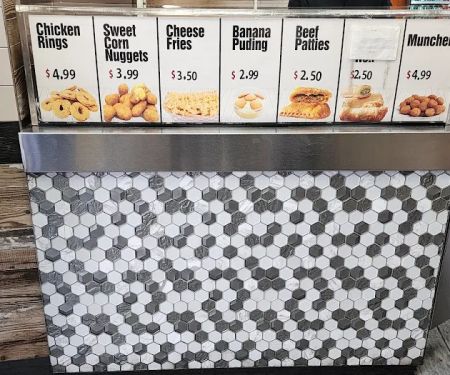 Chicken
Rings
$4,99
Sweet
Corn
Nuggets
$3,99
Cheese
Fries
$3.50
Banana
Puding
$2.99
Beef
Patties
$2.50
$2.50
Munche
$4,99